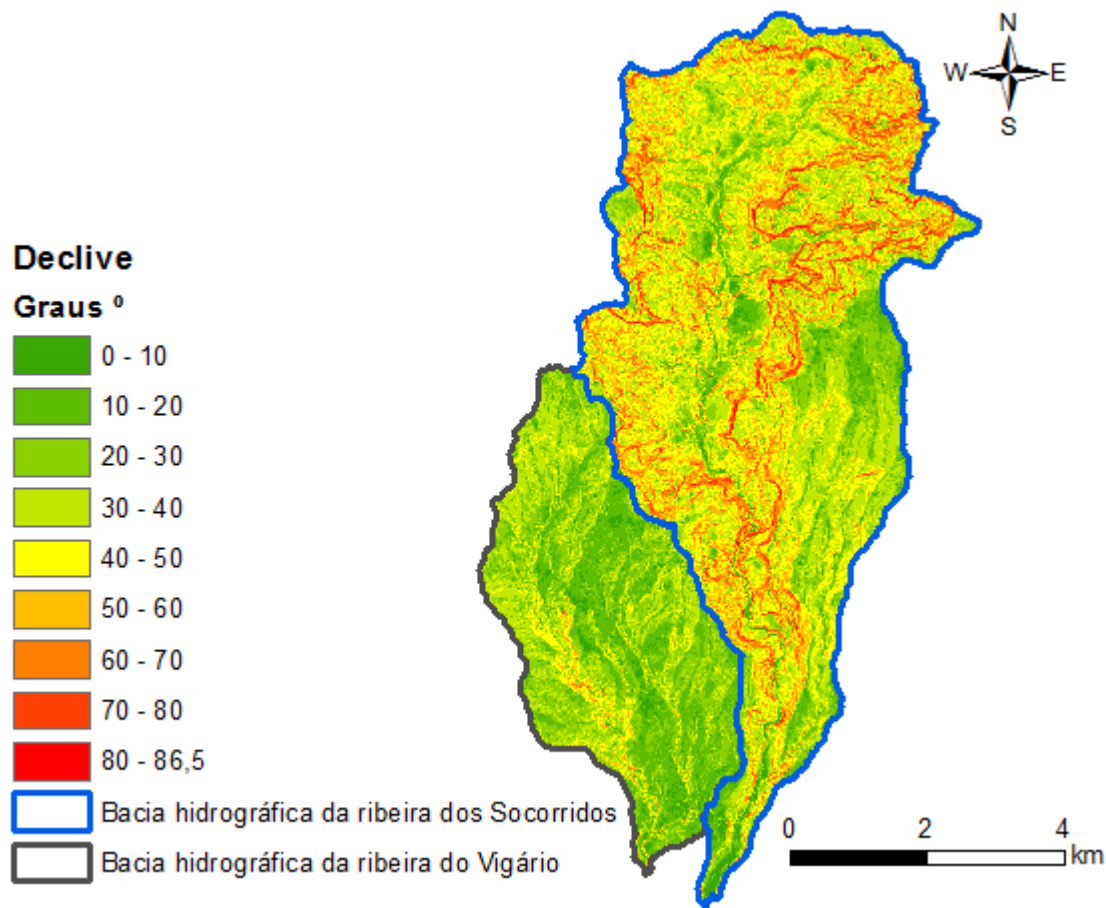 N
W E
S
Declive
Graus º
0 - 10
10 - 20
20 - 30
30 - 40
40 - 50
50 - 60
60 - 70
70 - 80
80 - 86,5
Bacia hidrográfica da ribeira dos Socorridos
Bacia hidrográfica da ribeira do Vigário
0 2 4
km